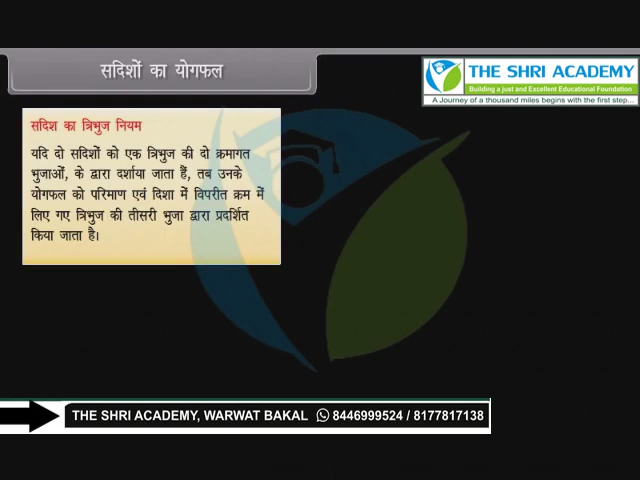 सदिशों का योगफल
THE SHRI ACADEMY
Building a just and Excellent Educational Foundation
A Journey of a thousand miles begins with the first step...
सदिश का त्रिभुज नियम
यदि दो सदिशों को एक त्रिभुज की दो क्रमागत
भुजाओं, के द्वारा दर्शाया जाता हैं, तब उनके
योगफल को परिमाण एवं दिशा में विपरीत क्रम में
लिए गए त्रिभुज की तीसरी भुजा द्वारा प्रदर्शित
किया जाता है।
THE SHRI ACADEMY, WARWAT BAKAL 8446999524 / 8177817138